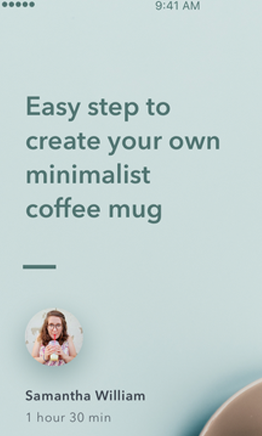 9:41 AM
Easy step to
create your own
minimalist
coffee mug
Samantha William
1 hour 30 min